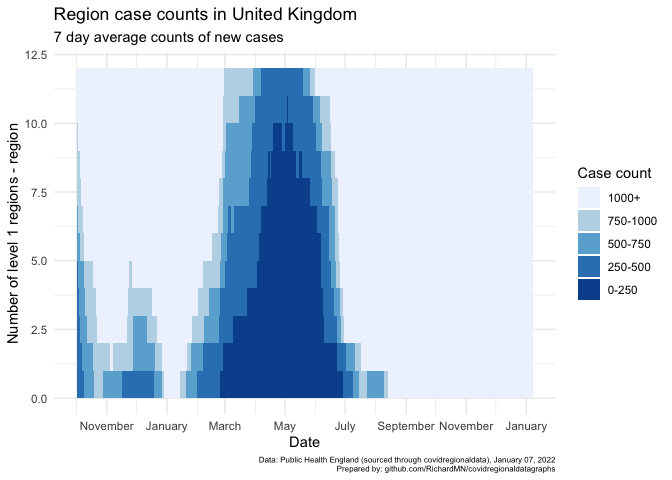 Region case counts in United Kingdom
7 day average counts of new cases
12.5
10.0
7.5
5.0
2.5
0.0
Number of level 1 regions - region
November January March May July September November January
Date
Case count
1000+
750-1000
500-750
250-500
0-250
Data: Public Health England (sourced through covidregionaldata), January 07, 2022
Prepared by: github.com/RichardMN/covidregionaldatagraphs